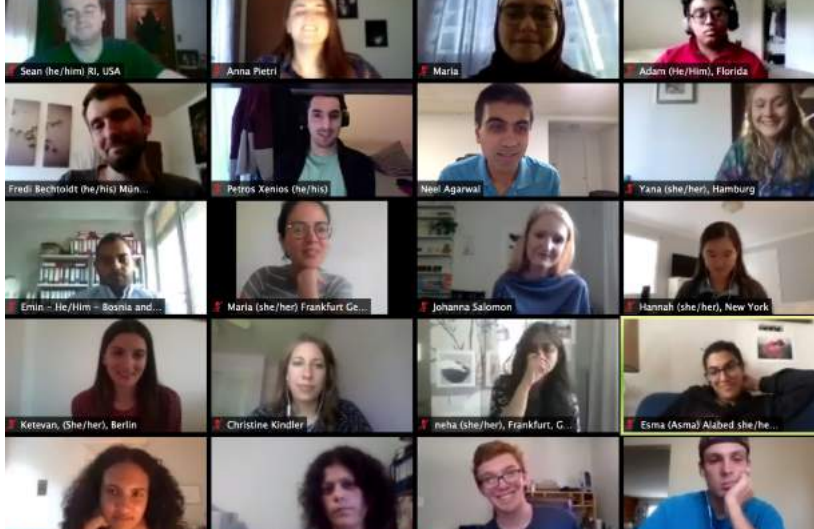 Sean (he/him) RI, USA
Anna Pietri
Maria
Adam (He/Him), Florida
Fredi Bechtoldt (he/his) Mün...
Petros Xenios (he/his)
Neel Agarwal
Yana (she/her), Hamburg
Emin - He/Him - Bosnia and...
Maria (she/her) Frankfurt Ge...
Johanna Salomon
Hannah (she/her), New York
Ketevan, (She/her), Berlin
Christine Kindler
neha (she/her), Frankfurt, G...
Esma (Asma) Alabed she/he...